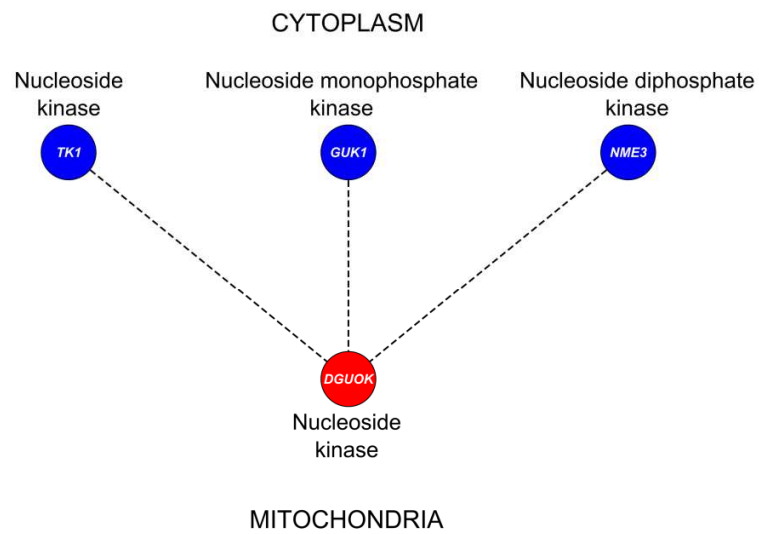 CYTOPLASM
Nucleoside
kinase
Nucleoside monophosphate
kinase
Nucleoside diphosphate
kinase
TK1
GUK1
NME3
DGUOK
Nucleoside
kinase
MITOCHONDRIA